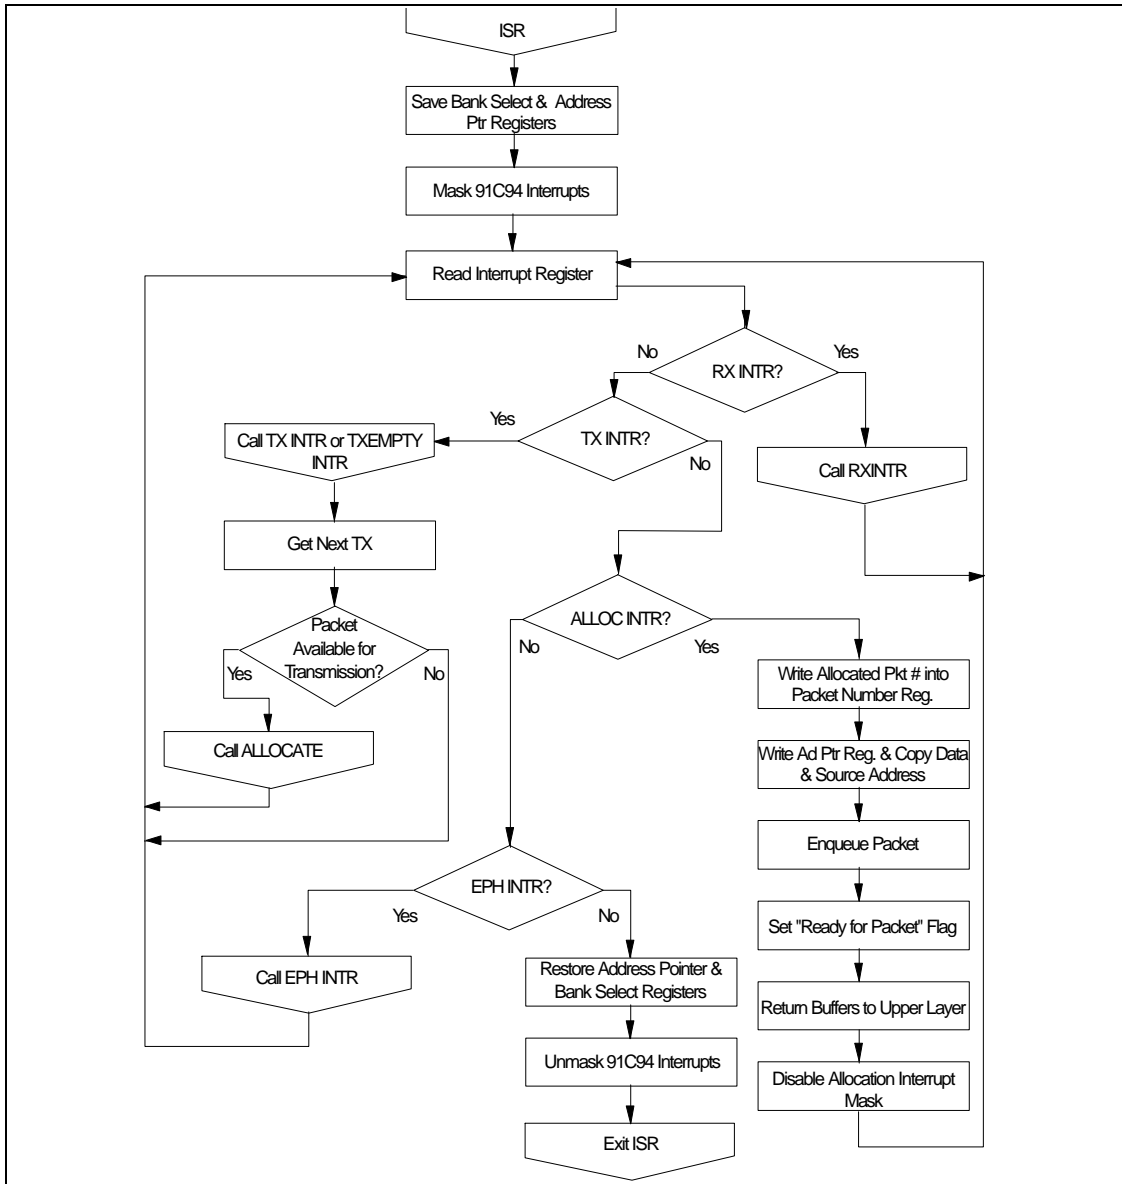 ISR
Save Bank Select & Address
Ptr Registers
Mask 91C94 Interrupts
Read Interrupt Register
No
Yes
RX INTR?
Yes
TX INTR?
No
Call TX INTR or TXEMPTY
INTR
Call RXINTR
Get Next TX
ALLOC INTR?
No
Yes
Packet
Available for
Transmission?
Yes
No
Write Allocated Pkt # into
Packet Number Reg.
Call ALLOCATE
Write Ad Ptr Reg. & Copy Data
& Source Address
Enqueue Packet
EPH INTR?
Yes
No
Set "Ready for Packet" Flag
Call EPH INTR
Restore Address Pointer &
Bank Select Registers
Return Buffers to Upper Layer
Unmask 91C94 Interrupts
Disable Allocation Interrupt
Mask
Exit ISR